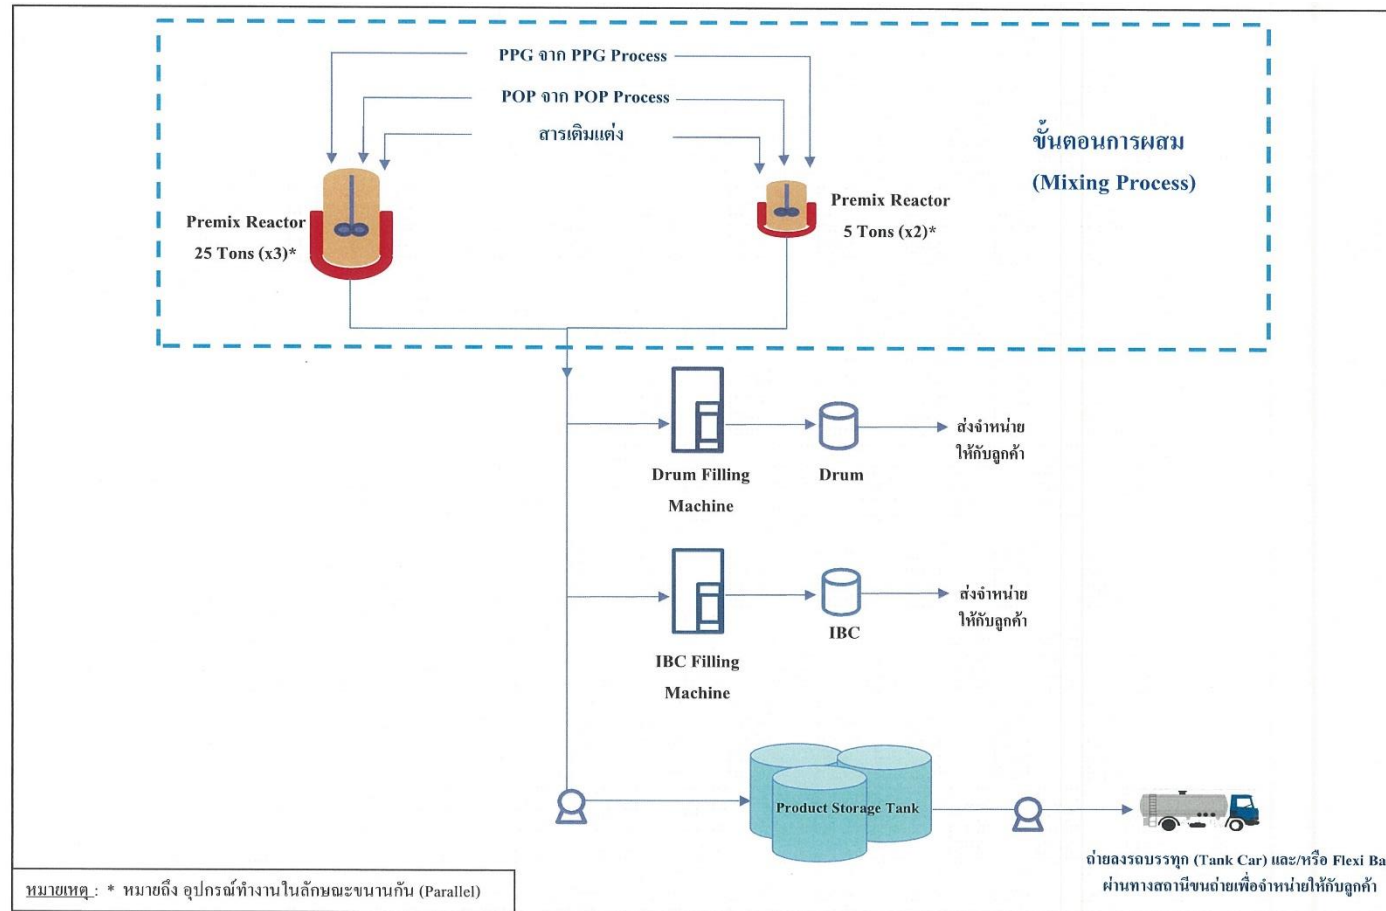 PPG จาก PPG Process
POP จาก POP Process
สารเติมแต่ง
ขั้นตอนการผสม
(Mixing Process)
Premix Reactor
25 Tons (x3)*
Premix Reactor
5 Tons (x2)*
Drum Filling
Machine
Drum
ส่งจำหน่าย
ให้กับลูกค้า
IBC Filling
Machine
IBC
ส่งจำหน่าย
ให้กับลูกค้า
Product Storage Tank
ถ่ายลงรถบรรทุก (Tank Car) และ/หรือ Flexi Ba
ผ่านทางสถานีขนถ่ายเพื่อจำหน่ายให้กับลูกค้า
หมายเหตุ : * หมายถึง อุปกรณ์ทำงานในลักษณะขนานกัน (Parallel)